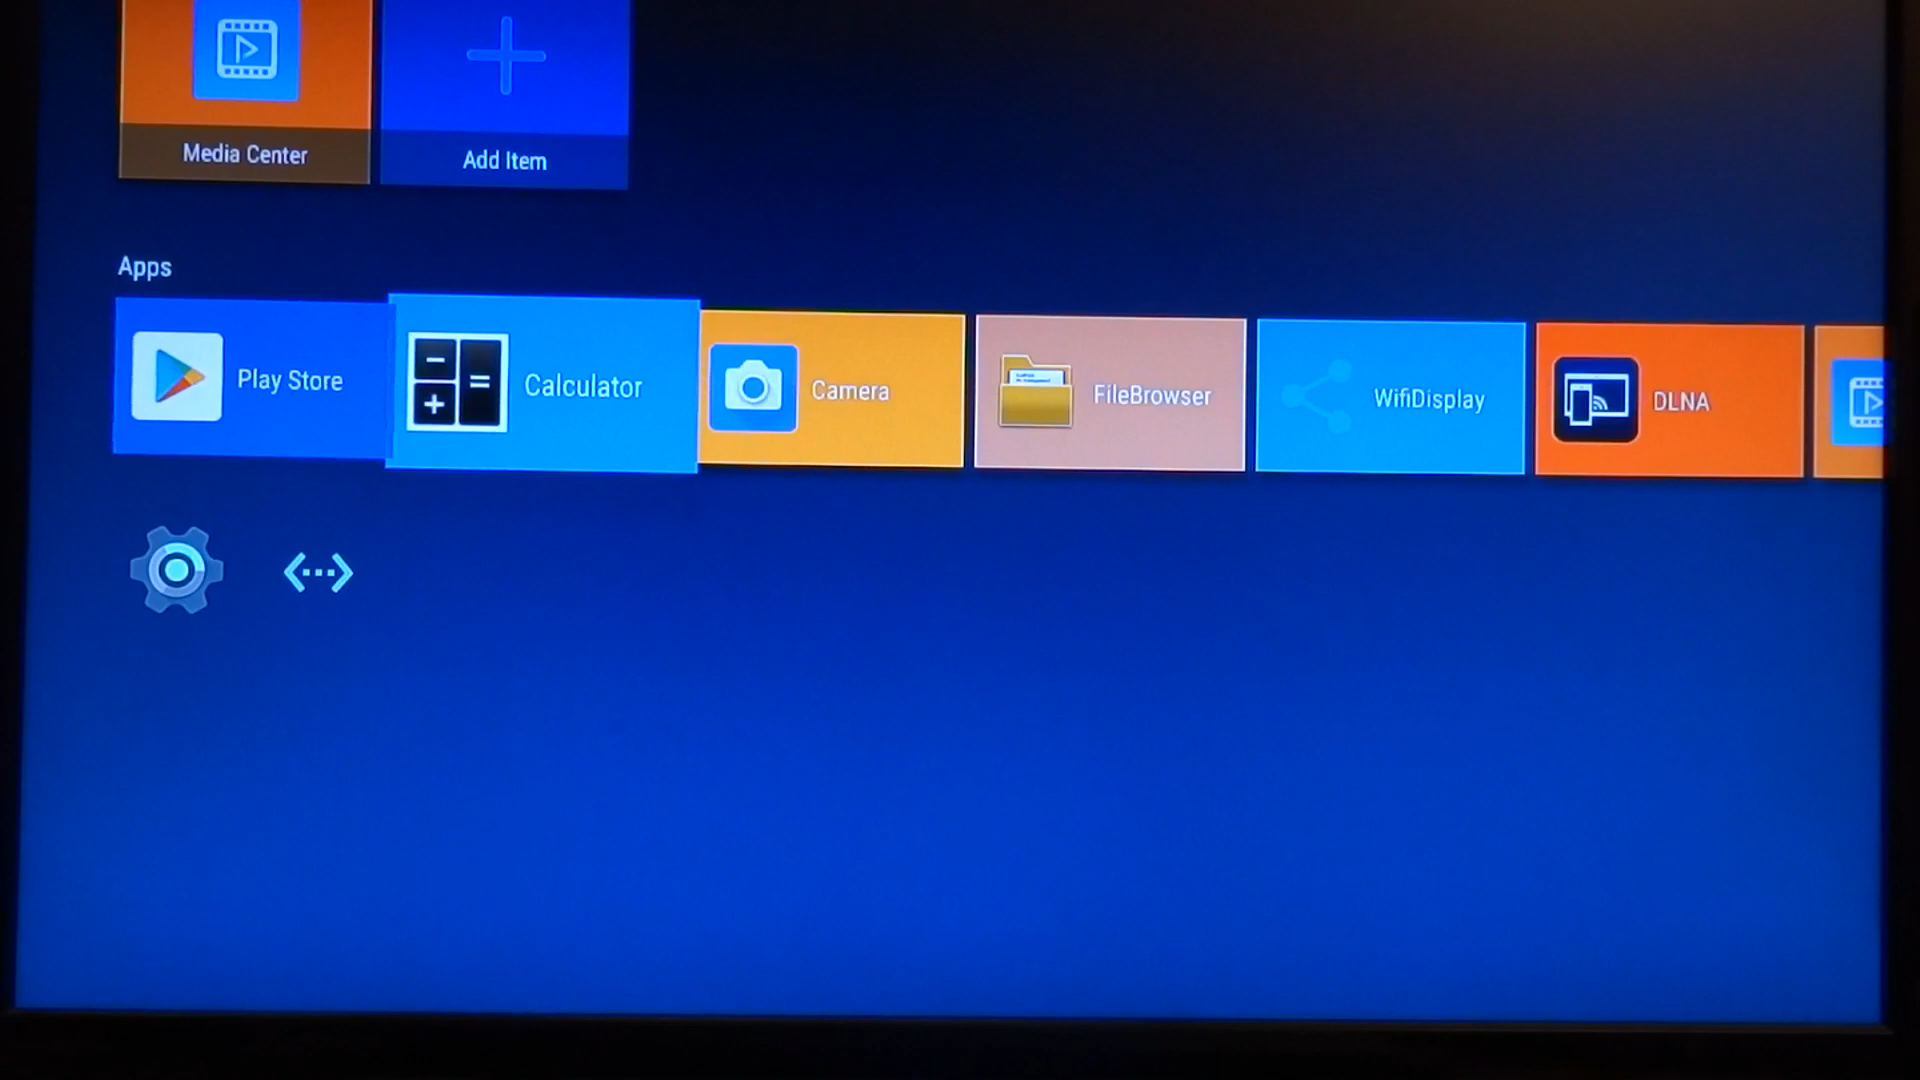 Media Center
Add Item
Apps
Play Store
Calculator
Camera
FileBrowser
WifiDisplay
DLNA